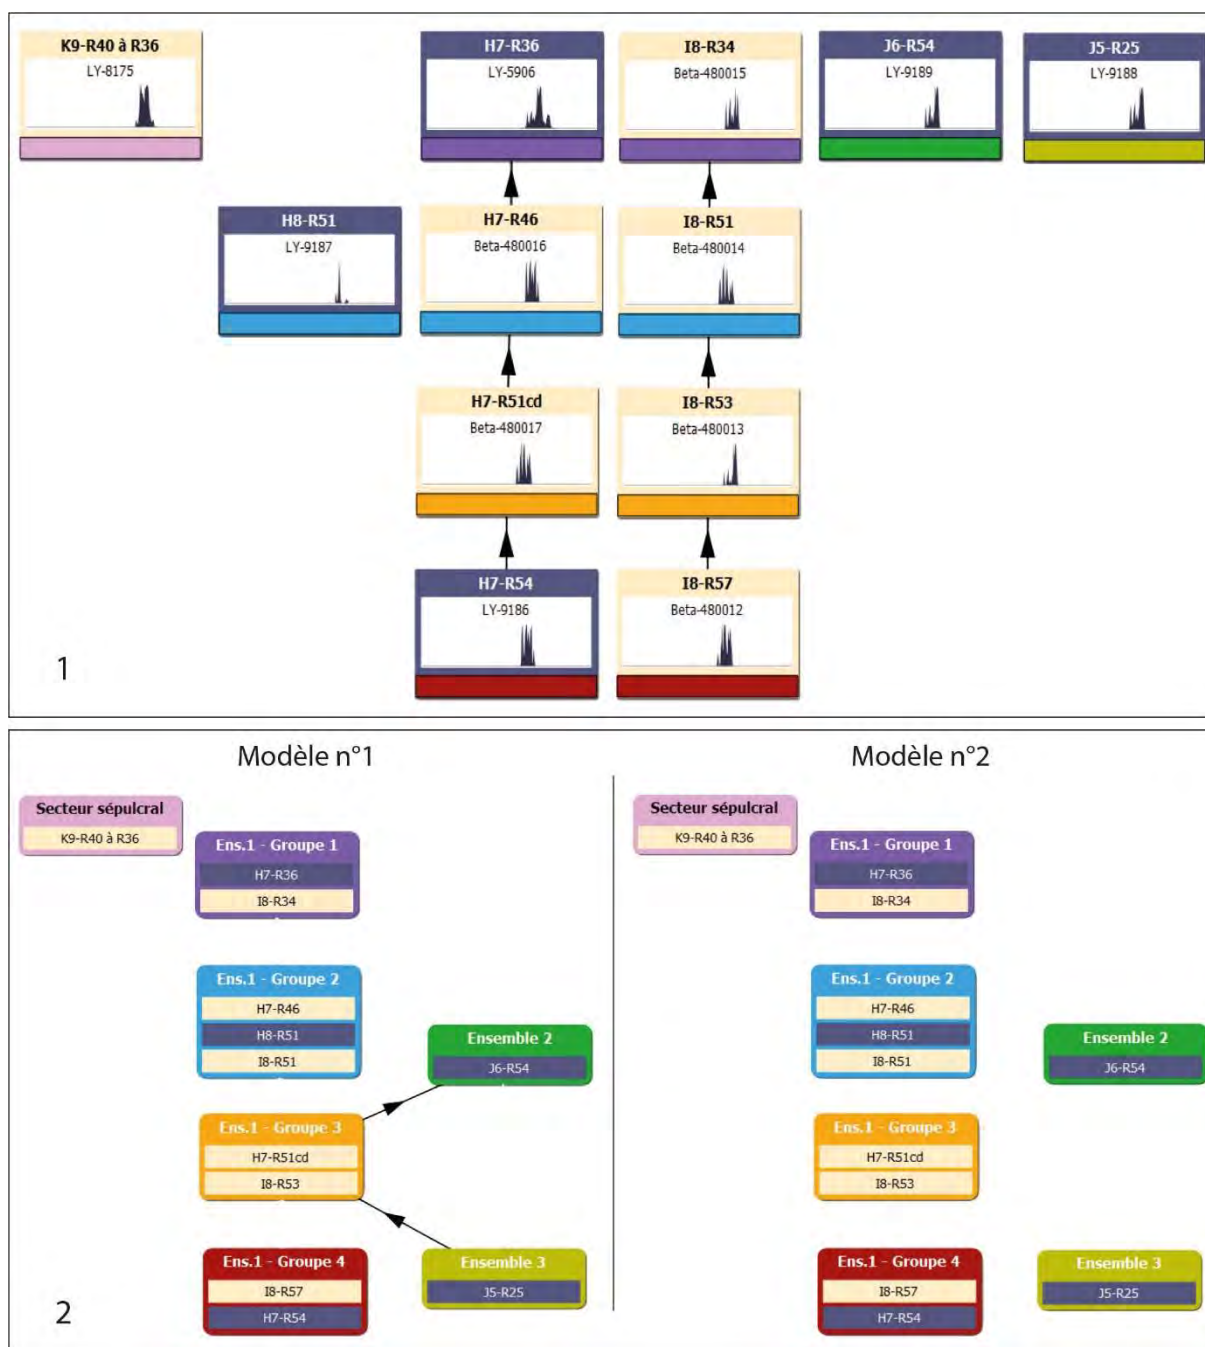 K9-R40 à R36
LY-8175
H7-R36
LY-5906
I8-R34
Beta-480015
J6-R54
LY-9189
J5-R25
LY-9188
H8-R51
LY-9187
H7-R46
Beta-480016
I8-R51
Beta-480014
H7-R51cd
Beta-480017
I8-R53
Beta-480013
H7-R54
LY-9186
I8-R57
Beta-480012
1
Modèle n°1
Secteur sépulcral
K9-R40 à R36
Ens.1 - Groupe 1
H7-R36
I8-R34
Ens.1 - Groupe 2
H7-R46
H8-R51
I8-R51
Ensemble 2
J6-R54
Ens.1 - Groupe 3
H7-R51cd
I8-R53
Ens.1 - Groupe 4
I8-R57
H7-R54
Ensemble 3
J5-R25
Modèle n°2
Secteur sépulcral
K9-R40 à R36
Ens.1 - Groupe 1
H7-R36
I8-R34
Ens.1 - Groupe 2
H7-R46
H8-R51
I8-R51
Ensemble 2
J6-R54
Ens.1 - Groupe 3
H7-R51cd
I8-R53
Ens.1 - Groupe 4
I8-R57
H7-R54
Ensemble 3
J5-R25
2